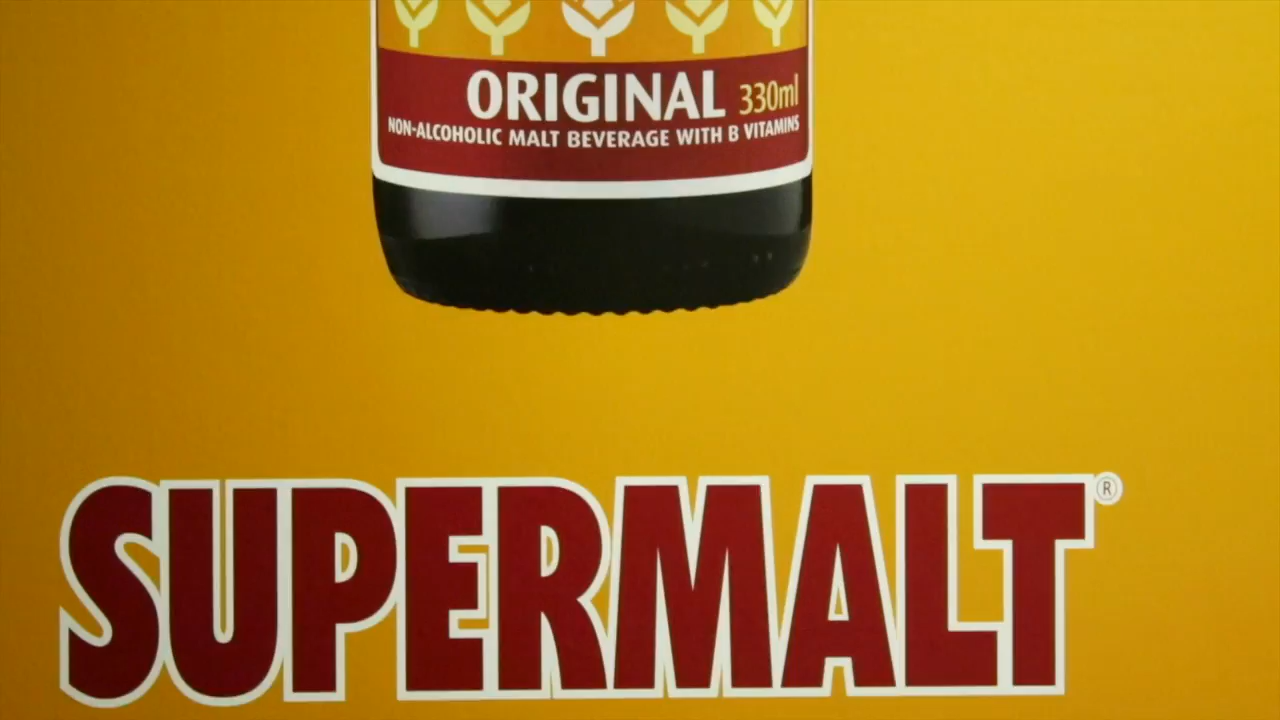 ORIGINAL 330ml
NON-ALCOHOLIC MALT BEVERAGE WITH B VITAMINS
SUPERMALT®